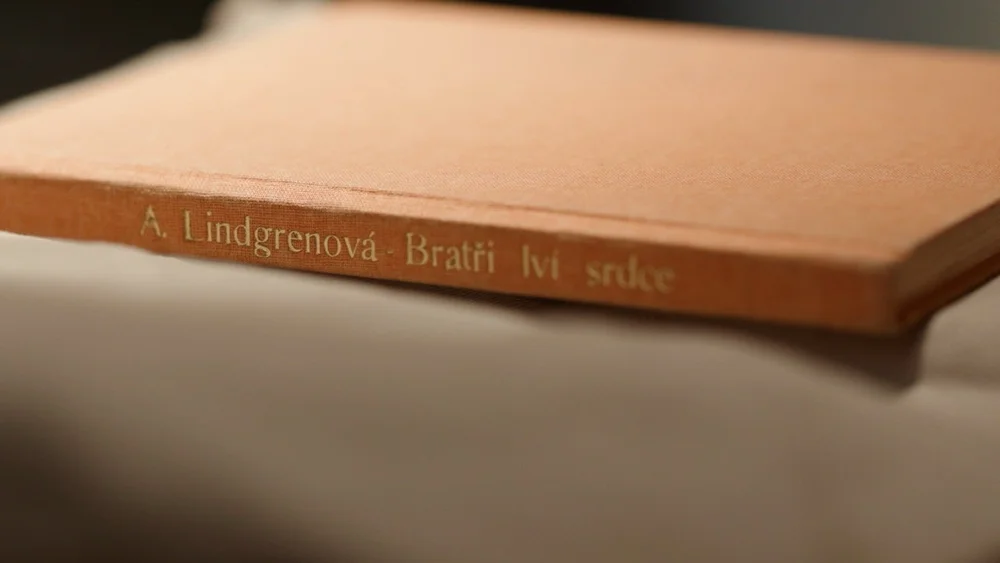 A. Lindgrenová - Bratři lví srdce